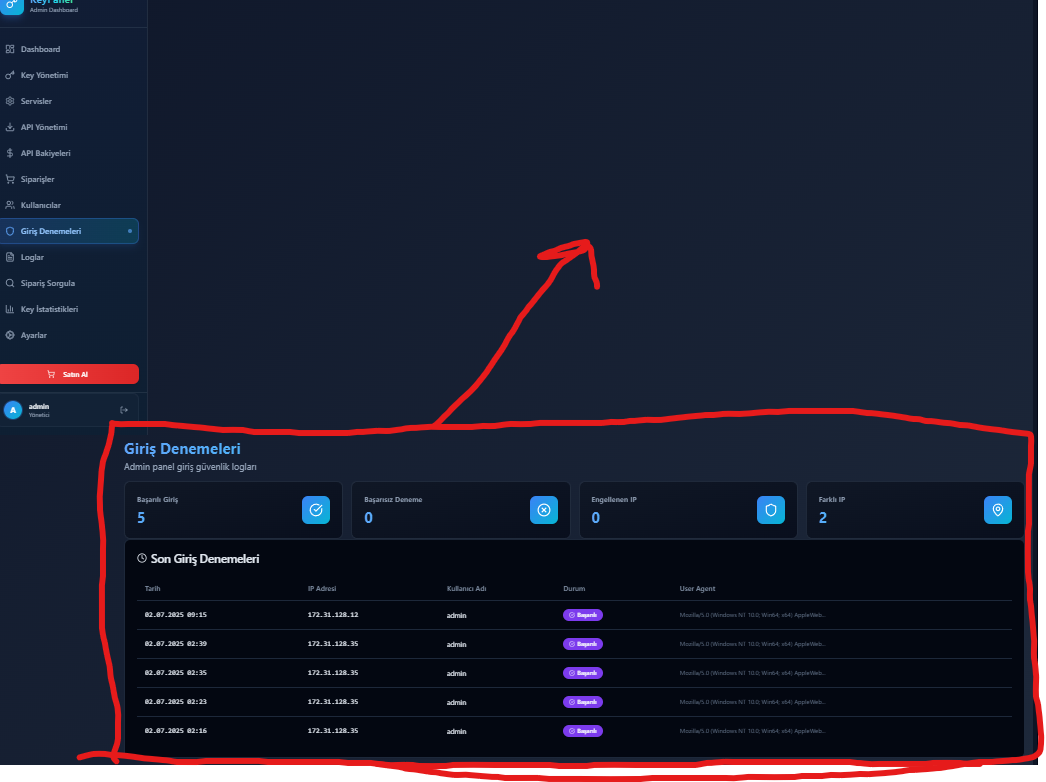 KeyPanel
Admin Dashboard
Dashboard
Key Yönetimi
Servisler
API Yönetimi
API Bakiyeleri
Siparişler
Kullanıcılar
Giriş Denemeleri
Loglar
Sipariş Sorgula
Key İstatistikleri
Ayarlar
Satın Al
A
admin
Yönetici
Giriş Denemeleri
Admin panel giriş güvenlik logları
Başarılı Giriş
5
Başarısız Deneme
0
Engellenen IP
0
Farklı IP
2
Son Giriş Denemeleri
Tarih IP Adresi Kullanıcı Adı Durum User Agent
02.07.2025 09:15 172.31.128.12 admin Başarılı Mozilla/5.0 (Windows NT 10.0; Win64; x64) AppleWeb...
02.07.2025 02:39 172.31.128.35 admin Başarılı Mozilla/5.0 (Windows NT 10.0; Win64; x64) AppleWeb...
02.07.2025 02:35 172.31.128.35 admin Başarılı Mozilla/5.0 (Windows NT 10.0; Win64; x64) AppleWeb...
02.07.2025 02:23 172.31.128.35 admin Başarılı Mozilla/5.0 (Windows NT 10.0; Win64; x64) AppleWeb...
02.07.2025 02:16 172.31.128.35 admin Başarılı Mozilla/5.0 (Windows NT 10.0; Win64; x64) AppleWeb...